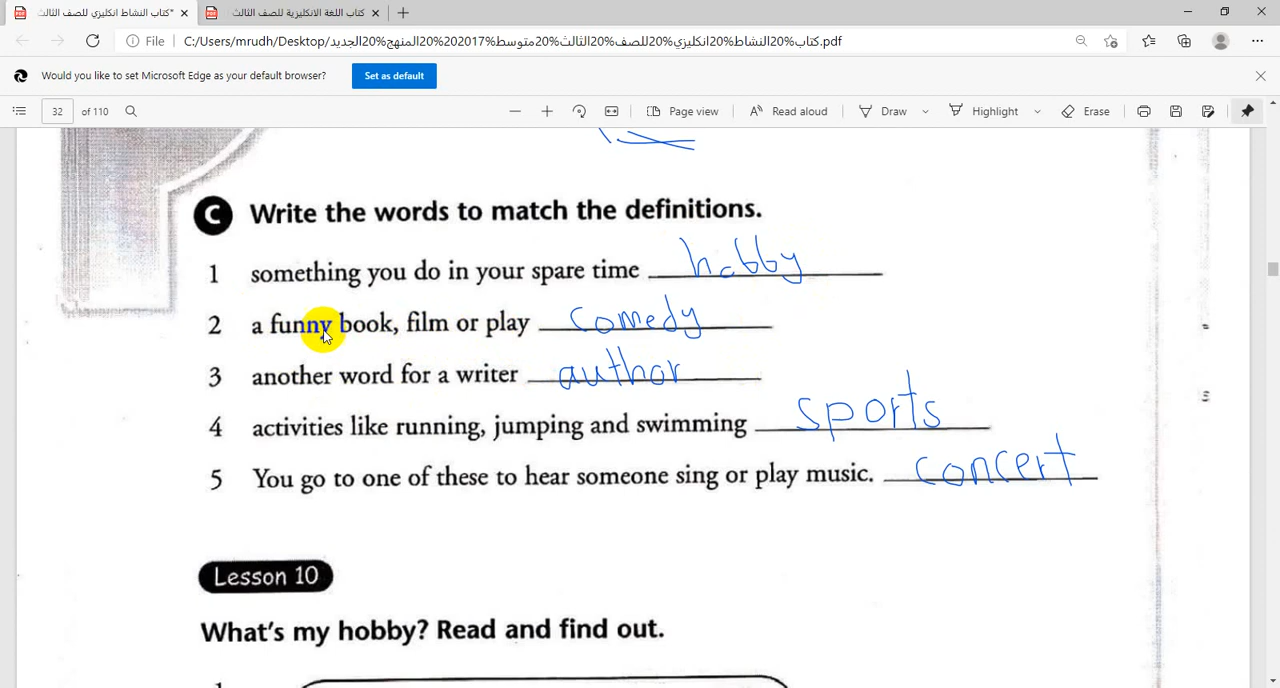 *كتاب النشاط انكليزي للصف الثالث
كتاب اللغة الانكليزية للصف الثالث
File C:/Users/mrudh/Desktop/كتاب%20النشاط%20انكليزي%20للصف%20الثالث%20متوسط%202017%20المنهج%20الجديد.pdf
Would you like to set Microsoft Edge as your default browser? Set as default
32 of 110 Page view Read aloud Draw Highlight Erase
C Write the words to match the definitions.
1 something you do in your spare time hobby
2 a funny book, film or play comedy
3 another word for a writer author
4 activities like running, jumping and swimming sports
5 You go to one of these to hear someone sing or play music. concert
Lesson 10
What's my hobby? Read and find out.